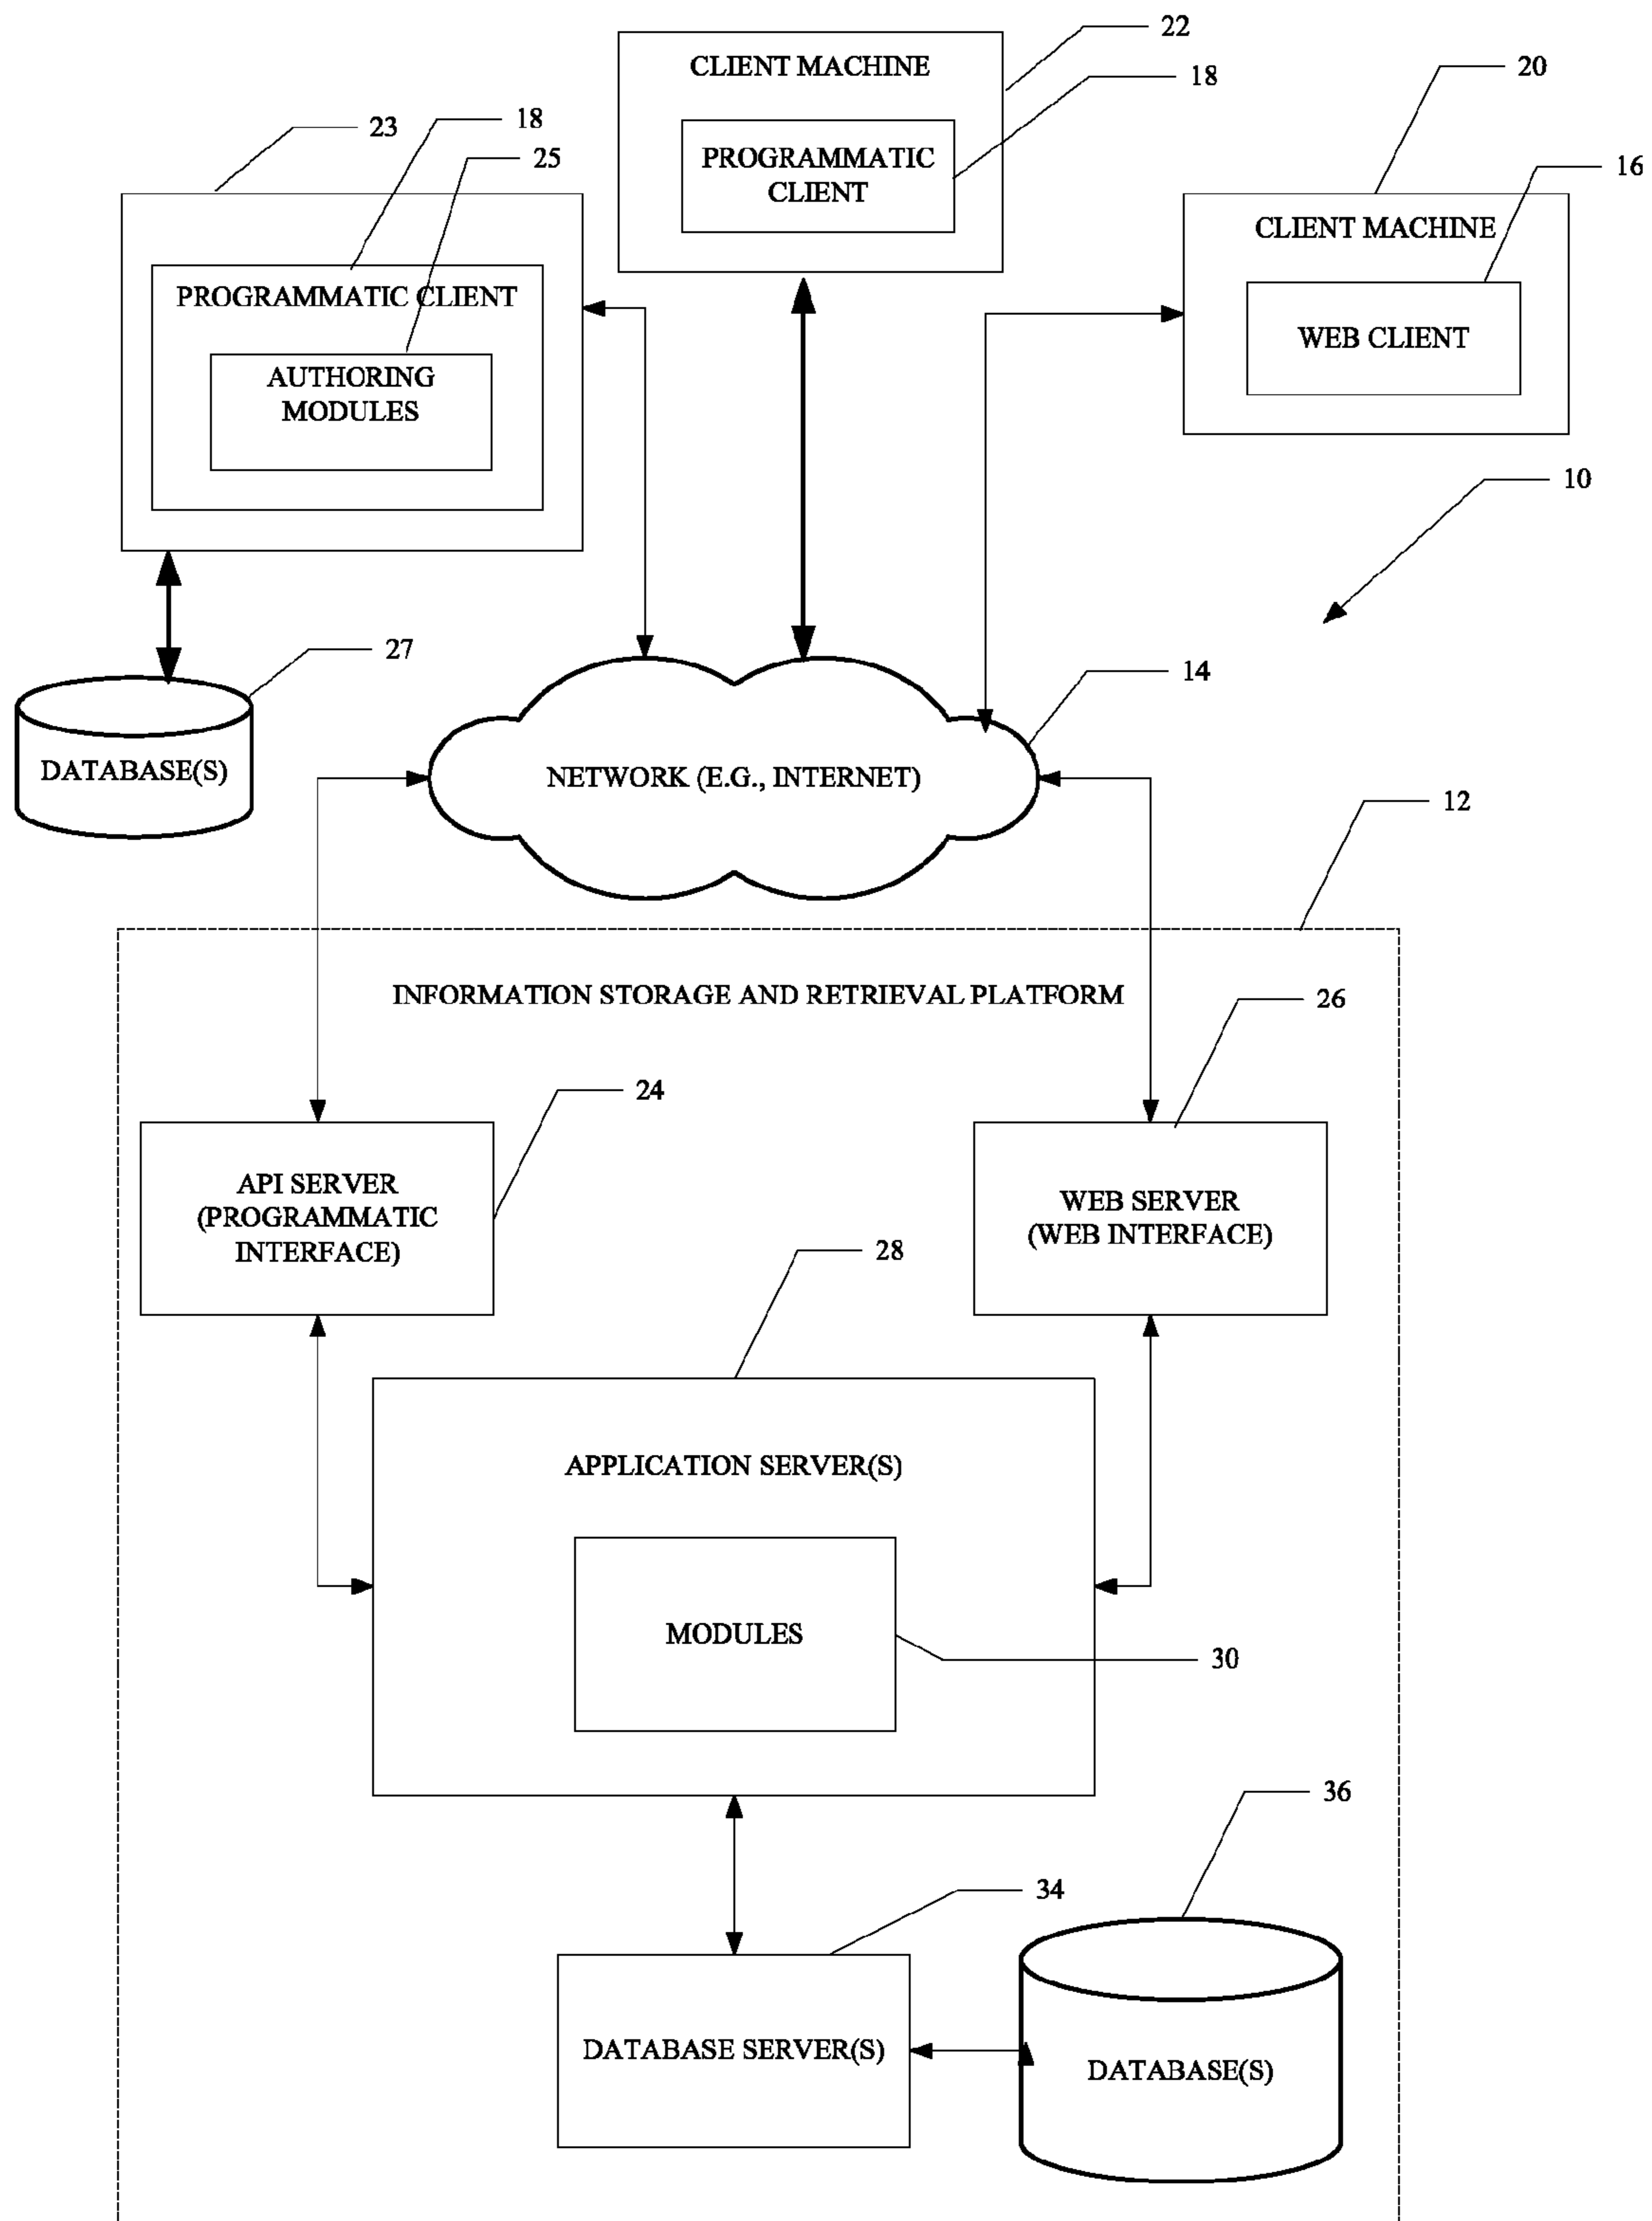 22
CLIENT MACHINE
18
PROGRAMMATIC
CLIENT
20
16
CLIENT MACHINE
WEB CLIENT
23
18
25
PROGRAMMATIC CLIENT
AUTHORING
MODULES
10
27
DATABASE(S)
14
NETWORK (E.G., INTERNET)
12
INFORMATION STORAGE AND RETRIEVAL PLATFORM
26
24
API SERVER
(PROGRAMMATIC
INTERFACE)
WEB SERVER
(WEB INTERFACE)
28
APPLICATION SERVER(S)
MODULES
30
36
34
DATABASE SERVER(S)
DATABASE(S)